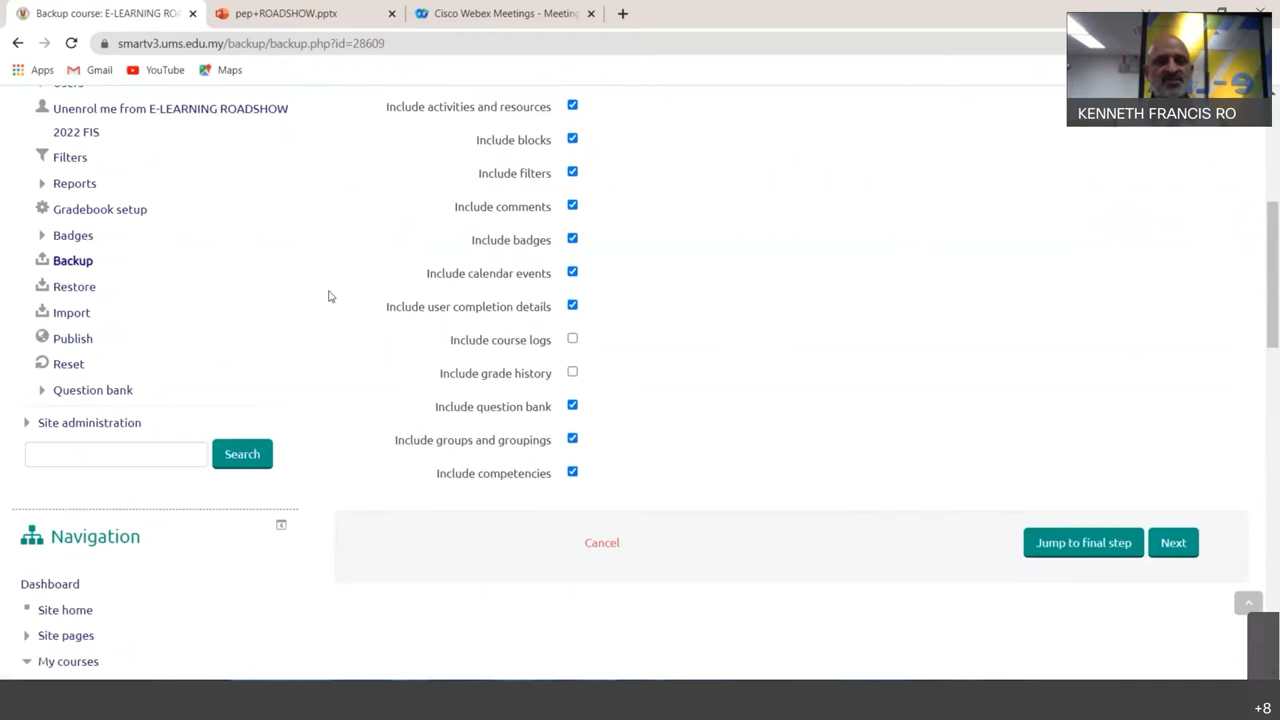 Backup course: E-LEARNING RO
pep+ROADSHOW.pptx
Cisco Webex Meetings - Meeting
smartv3.ums.edu.my/backup/backup.php?id=28609
Apps
Gmail
YouTube
Maps
KENNETH FRANCIS RO
Unenrol me from E-LEARNING ROADSHOW
2022 FIS
Filters
Reports
Gradebook setup
Badges
Backup
Restore
Import
Publish
Reset
Question bank
Site administration
Search
Navigation
Dashboard
Site home
Site pages
My courses
Include activities and resources
Include blocks
Include filters
Include comments
Include badges
Include calendar events
Include user completion details
Include course logs
Include grade history
Include question bank
Include groups and groupings
Include competencies
Cancel
Jump to final step
Next
+8